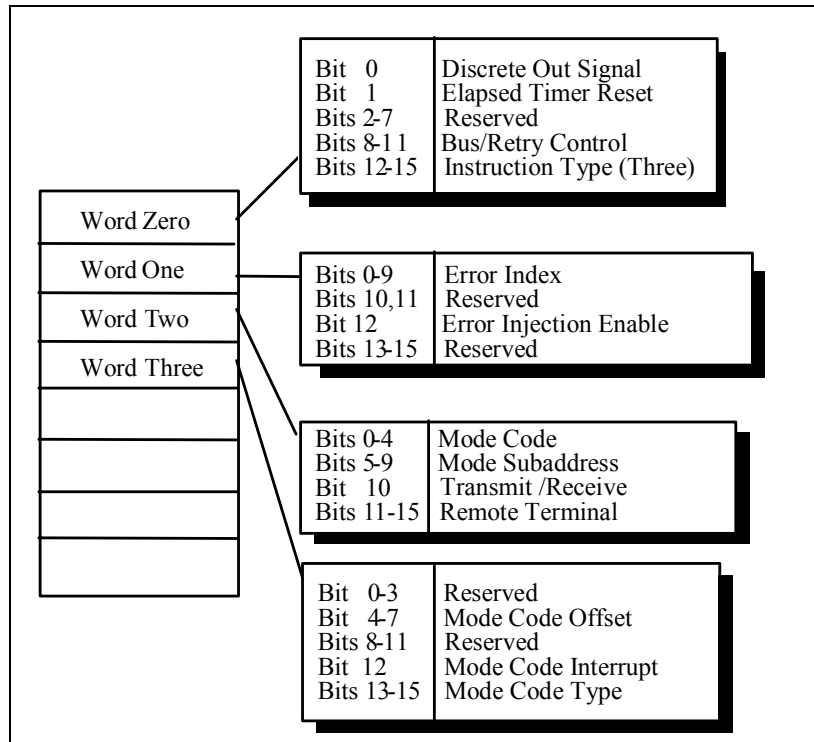 Bit 0 Discrete Out Signal
Bit 1 Elapsed Timer Reset
Bits 2-7 Reserved
Bits 8-11 Bus/Retry Control
Bits 12-15 Instruction Type (Three)
Word Zero
Word One
Word Two
Word Three
Bits 0-9 Error Index
Bits 10,11 Reserved
Bit 12 Error Injection Enable
Bits 13-15 Reserved
Bits 0-4 Mode Code
Bits 5-9 Mode Subaddress
Bit 10 Transmit /Receive
Bits 11-15 Remote Terminal
Bit 0-3 Reserved
Bit 4-7 Mode Code Offset
Bits 8-11 Reserved
Bit 12 Mode Code Interrupt
Bits 13-15 Mode Code Type